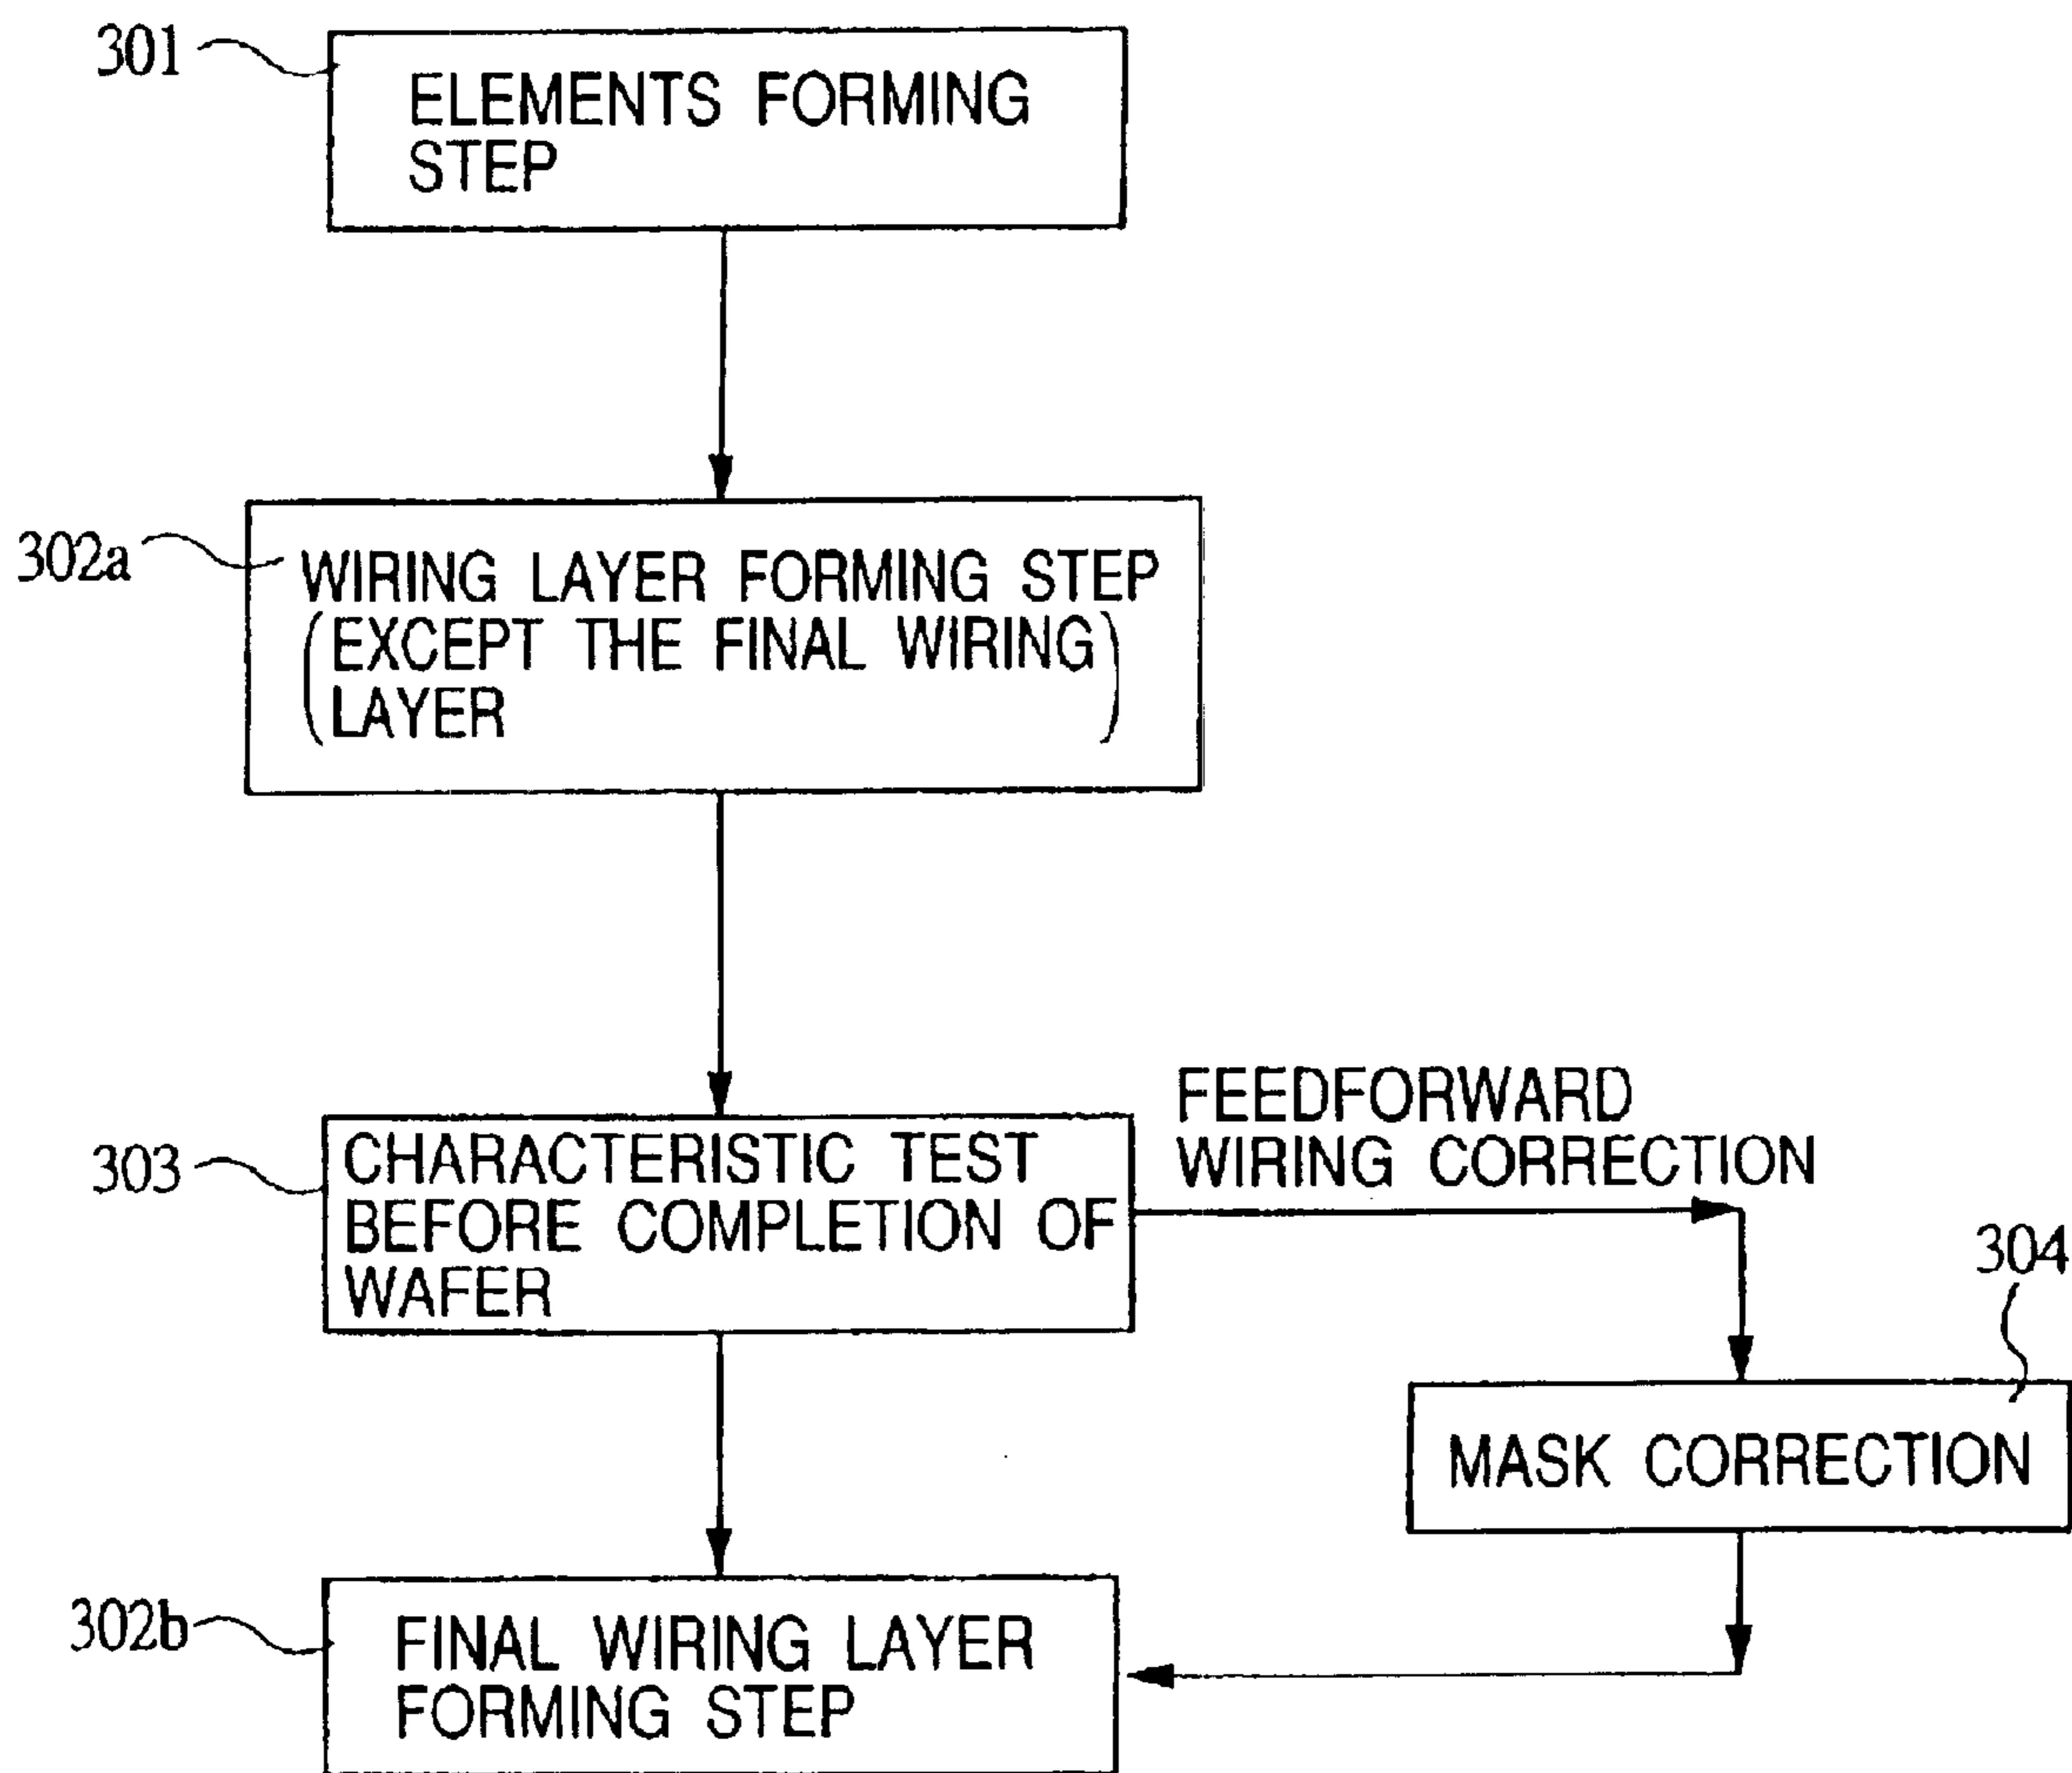 301
ELEMENTS FORMING
STEP
302a
WIRING LAYER FORMING STEP
(EXCEPT THE FINAL WIRING
LAYER)
303
CHARACTERISTIC TEST
BEFORE COMPLETION OF
WAFER
FEEDFORWARD
WIRING CORRECTION
304
MASK CORRECTION
302b
FINAL WIRING LAYER
FORMING STEP